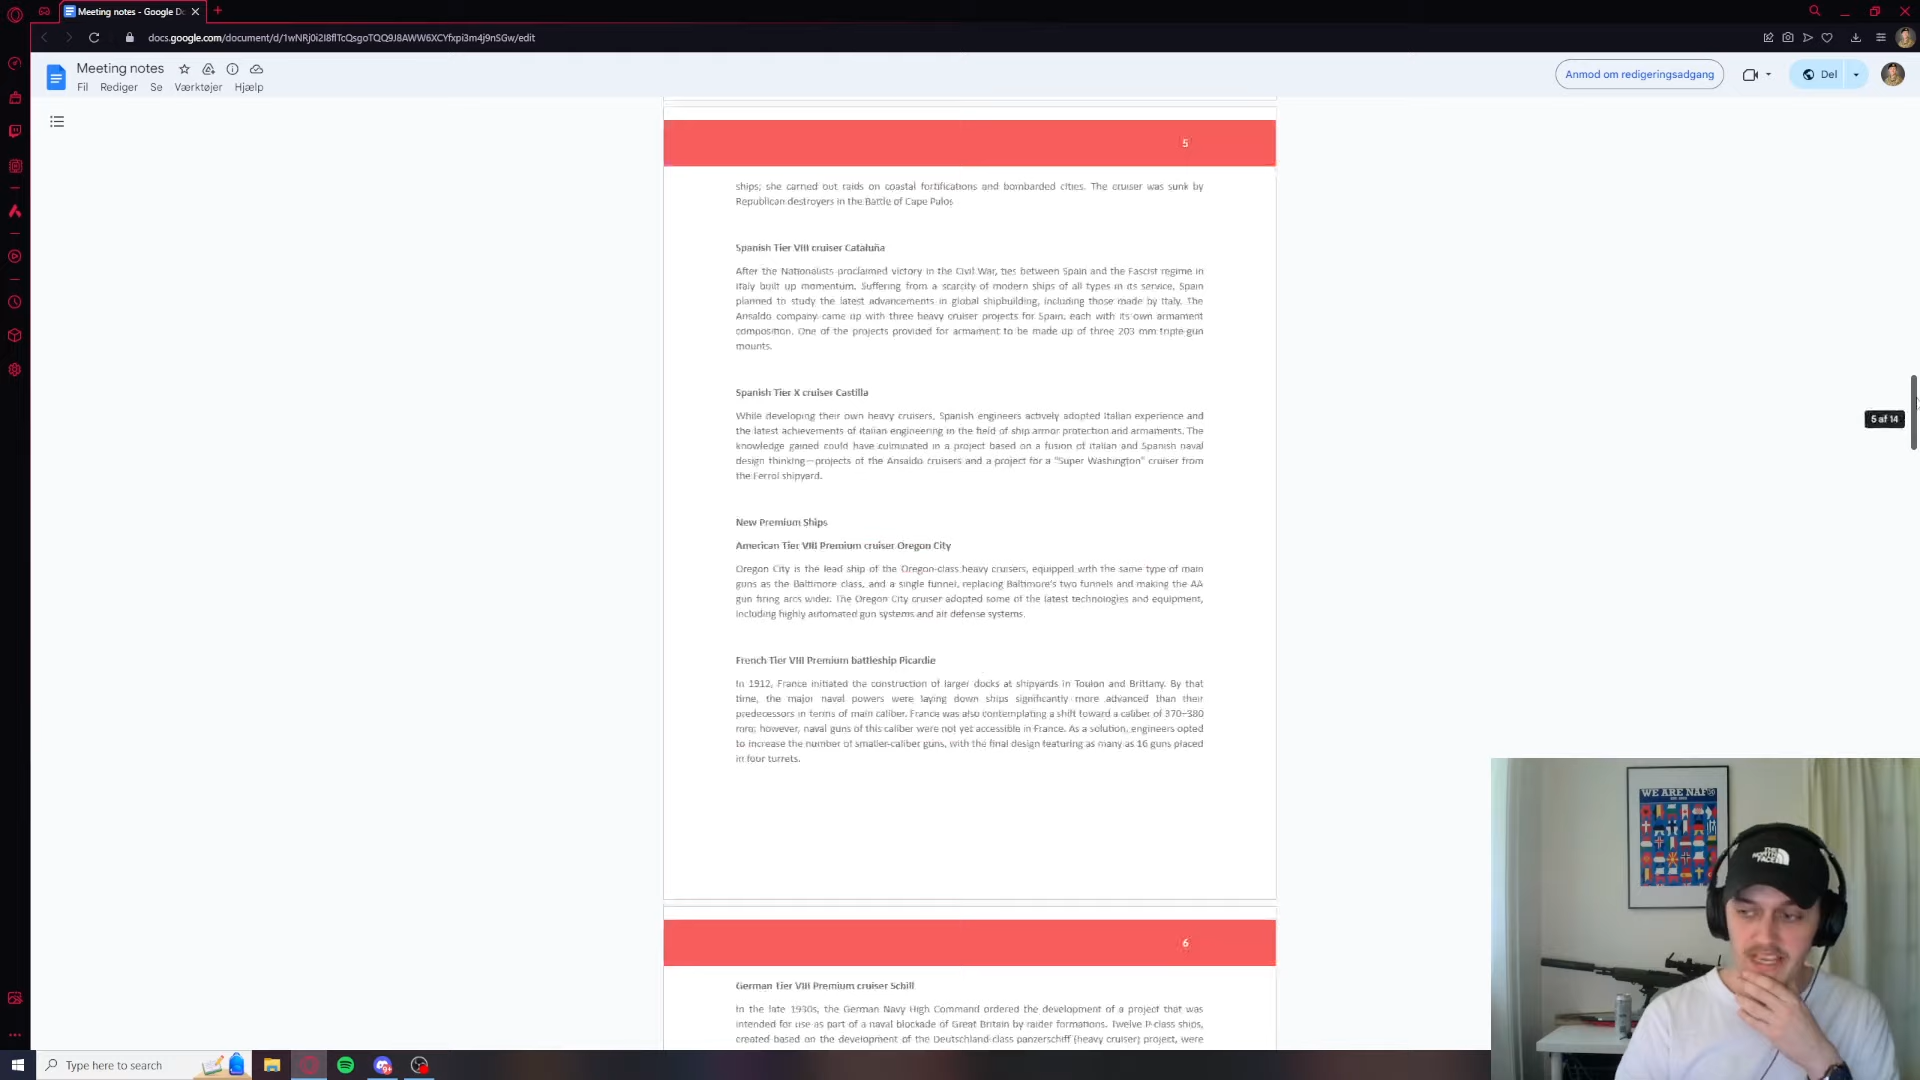 Meeting notes - Google Do
docs.google.com/document/d/1wNRj0i2I8flTcQsgoTQQ9J8AWW6XCYfxpi3m4j9nSGw/edit
Meeting notes
Fil Rediger Se Værktøjer Hjælp
Anmod om redigeringsadgang
Del
5
ships; she carried out raids on coastal fortifications and bombarded cities. The cruiser was sunk by
Republican destroyers in the Battle of Cape Palos
Spanish Tier VIII cruiser Cataluña
After the Nationalists proclaimed victory in the Civil War, ties between Spain and the Fascist regime in
Italy built up momentum. Suffering from a scarcity of modern ships of all types in its service, Spain
planned to study the latest advancements in global shipbuilding, including those made by Italy. The
Ansaldo company came up with three heavy cruiser projects for Spain, each with its own armament
composition. One of the projects provided for armament to be made up of three 203 mm triple-gun
mounts.
Spanish Tier X cruiser Castilla
While developing their own heavy cruisers, Spanish engineers actively adopted Italian experience and
the latest achievements of Italian engineering in the field of ship armor protection and armaments. The
knowledge gained could have culminated in a project based on a fusion of Italian and Spanish naval
design thinking—projects of the Ansaldo cruisers and a project for a "Super Washington" cruiser from
the Ferrol shipyard.
5 af 14
New Premium Ships
American Tier VIII Premium cruiser Oregon City
Oregon City is the lead ship of the Oregon-class heavy cruisers, equipped with the same type of main
guns as the Baltimore class, and a single funnel, replacing Baltimore's two funnels and making the AA
gun firing arcs wider. The Oregon City cruiser adopted some of the latest technologies and equipment,
including highly automated gun systems and air defense systems.
French Tier VIII Premium battleship Picardie
In 1912, France initiated the construction of larger docks at shipyards in Toulon and Brittany. By that
time, the major naval powers were laying down ships significantly more advanced than their
predecessors in terms of main caliber. France was also contemplating a shift toward a caliber of 370–380
mm; however, naval guns of this caliber were not yet accessible in France. As a solution, engineers opted
to increase the number of smaller-caliber guns, with the final design featuring as many as 16 guns placed
in four turrets.
6
German Tier VIII Premium cruiser Schill
In the late 1930s, the German Navy High Command ordered the development of a project that was
intended for use as part of a naval blockade of Great Britain by raider formations. Twelve P-class ships,
created based on the development of the Deutschland-class panzerschiff (heavy cruiser) project, were
WE ARE NAF
THE
NORTH
FACE
Type here to search
9+